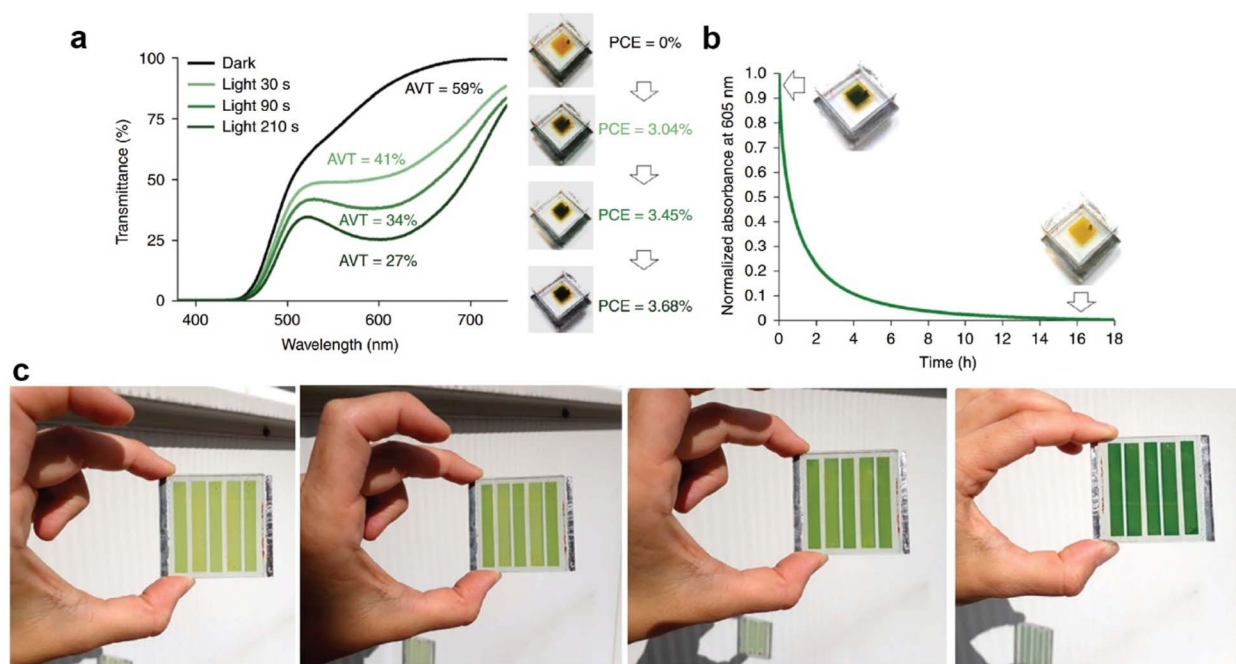 a
Dark
Light 30 s
Light 90 s
Light 210 s
AVT = 59%
AVT = 41%
AVT = 34%
AVT = 27%
100
75
50
25
0
Transmittance (%)
400
500
600
700
Wavelength (nm)
PCE = 0%
PCE = 3.04%
PCE = 3.45%
PCE = 3.68%
b
1.0
0.9
0.8
0.7
0.6
0.5
0.4
0.3
0.2
0.1
0
Normalized absorbance at 605 nm
0
2
4
6
8
10
12
14
16
18
Time (h)
c